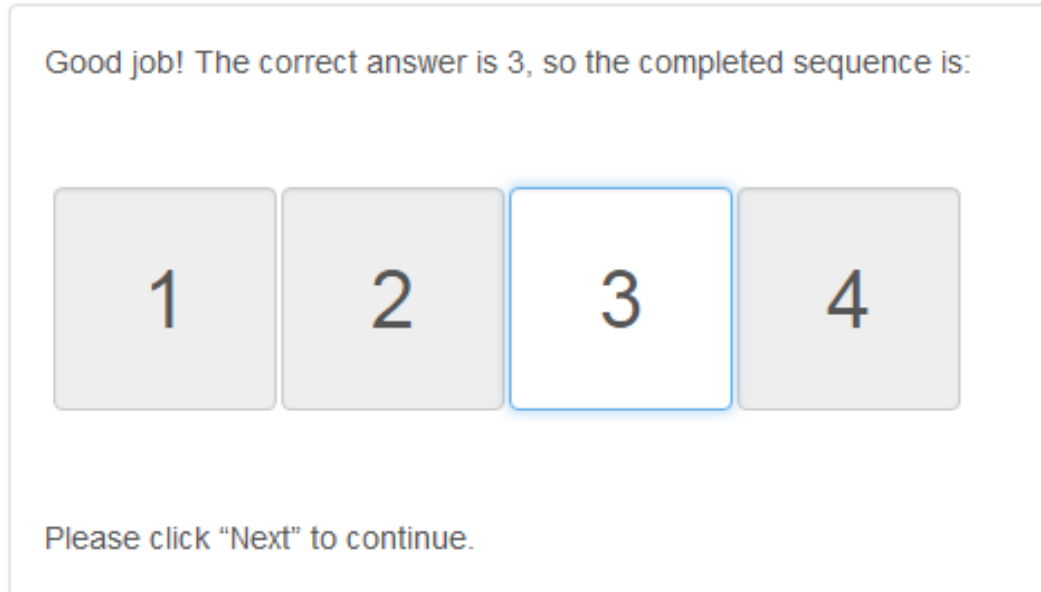 Good job! The correct answer is 3, so the completed sequence is:
1 2 3 4
Please click “Next” to continue.